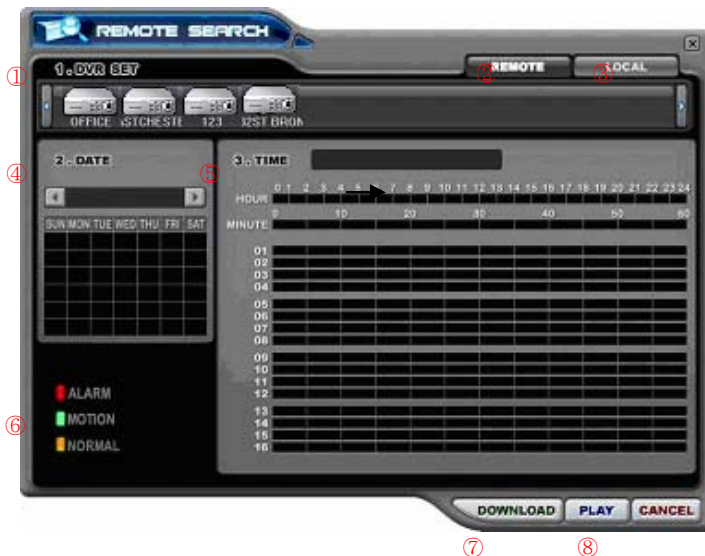 REMOTE SEARCH
① 1. DVR SET ② REMOTE ③ LOCAL
OFFICE STCHESTE 123 32ST BRON
④ 2. DATE
⑤ 3. TIME
HOUR 0 1 2 3 4 5 7 8 9 10 11 12 13 14 15 16 17 18 19 20 21 22 23 24
0 10 20 30 40 50 60
MINUTE
SUN MON TUE WED THU FRI SAT
01
02
03
04
05
06
07
08
09
10
11
12
13
14
15
16
ALARM
⑥ MOTION
NORMAL
DOWNLOAD PLAY CANCEL
⑦ ⑧